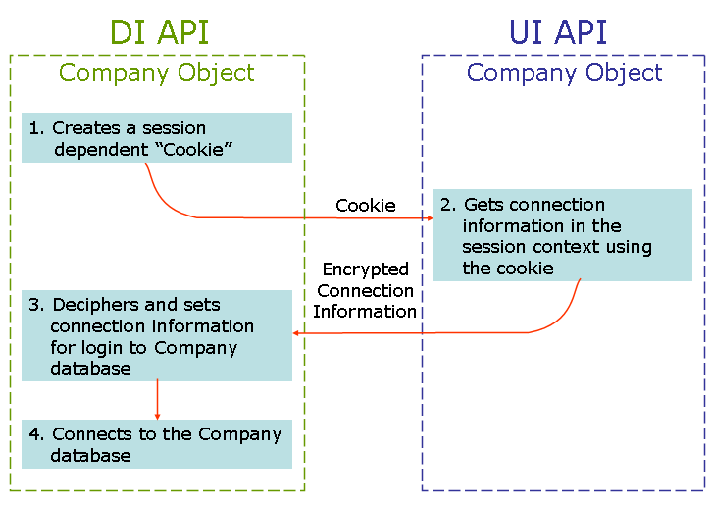 DI API
UI API
Company Object
Company Object
1. Creates a session
dependent “Cookie”
Cookie
2. Gets connection
information in the
session context using
the cookie
Encrypted
Connection
Information
3. Deciphers and sets
connection information
for login to Company
database
4. Connects to the Company
database